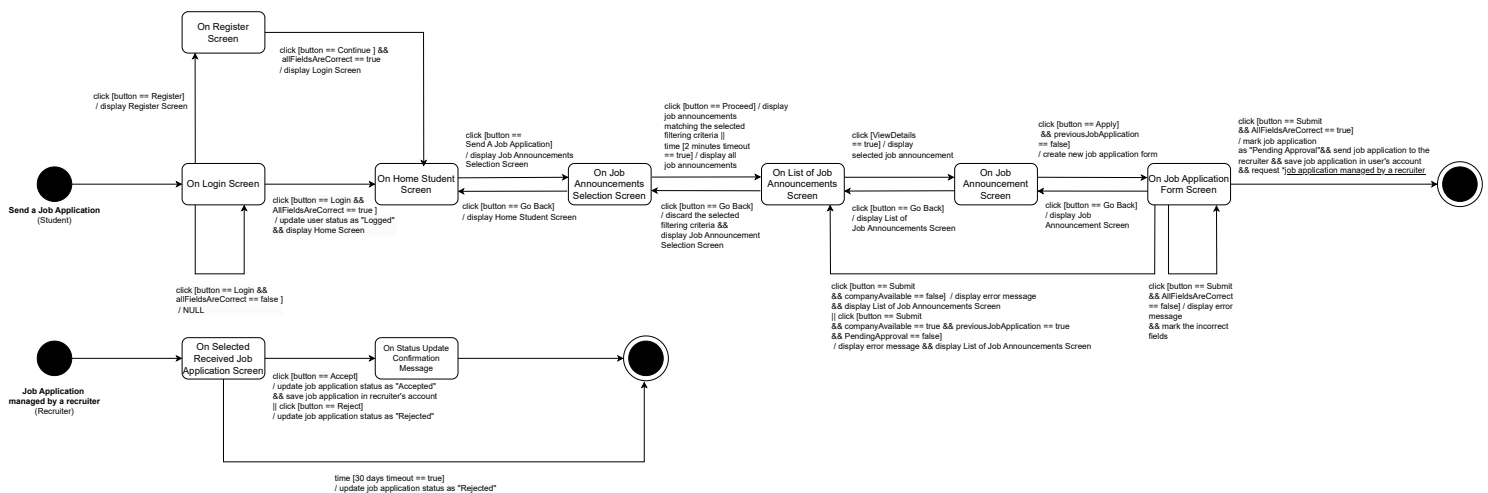 On Register
Screen
click [button == Continue ] &&
allFieldsAreCorrect == true
/ display Login Screen
click [button == Register]
/ display Register Screen
Send a Job Application
(Student)
On Login Screen
click [button == Login &&
AllFieldsAreCorrect == true ]
/ update user status as "Logged"
&& display Home Screen
click [button == Login &&
allFieldsAreCorrect == false ]
/ NULL
On Home Student
Screen
click [button ==
Send A Job Application]
/ display Job Announcements
Selection Screen
click [button == Go Back]
/ display Home Student Screen
On Job
Announcements
Selection Screen
click [button == Proceed] / display
job announcements
matching the selected
filtering criteria ||
time [2 minutes timeout
== true] / display all
job announcements
click [button == Go Back]
/ discard the selected
filtering criteria &&
display Job Announcement
Selection Screen
On List of Job
Announcements
Screen
click [ViewDetails
== true] / display
selected job announcement
click [button == Go Back]
/ display List of
Job Announcements Screen
On Job
Announcement
Screen
click [button == Apply]
&& previousJobApplication
== false]
/ create new job application form
click [button == Go Back]
/ display Job
Announcement Screen
On Job Application
Form Screen
click [button == Submit
&& AllFieldsAreCorrect == true]
/ mark job application
as "Pending Approval"&& send job application to the
recruiter && save job application in user's account
&& request "job application managed by a recruiter
click [button == Submit
&& companyAvailable == false] / display error message
&& display List of Job Announcements Screen
|| click [button == Submit
&& companyAvailable == true && previousJobApplication == true
&& PendingApproval == false]
/ display error message && display List of Job Announcements Screen
click [button == Submit
&& AllFieldsAreCorrect
== false] / display error
message
&& mark the incorrect
fields
Job Application
managed by a recruiter
(Recruiter)
On Selected
Received Job
Application Screen
click [button == Accept]
/ update job application status as "Accepted"
&& save job application in recruiter's account
|| click [button == Reject]
/ update job application status as "Rejected"
On Status Update
Confirmation
Message
time [30 days timeout == true]
/ update job application status as "Rejected"